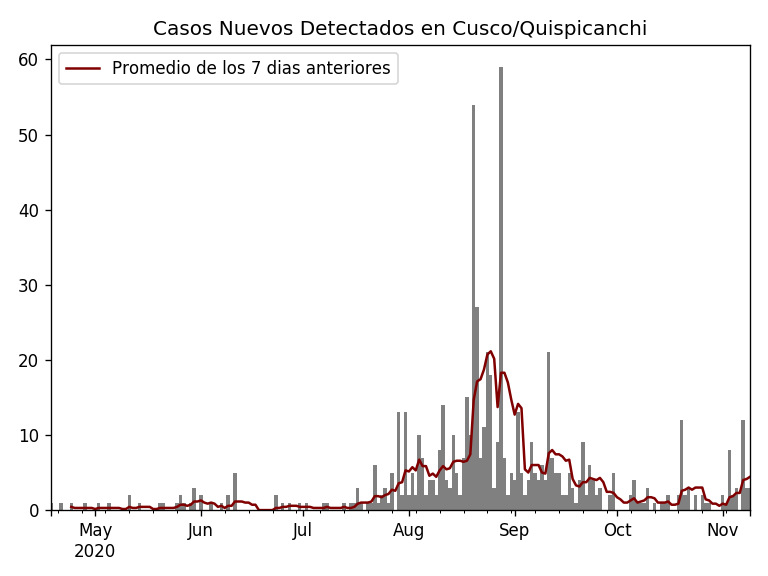 Casos Nuevos Detectados en Cusco/Quispicanchi
Promedio de los 7 dias anteriores
60
50
40
30
20
10
0
May Jun Jul Aug Sep Oct Nov
2020